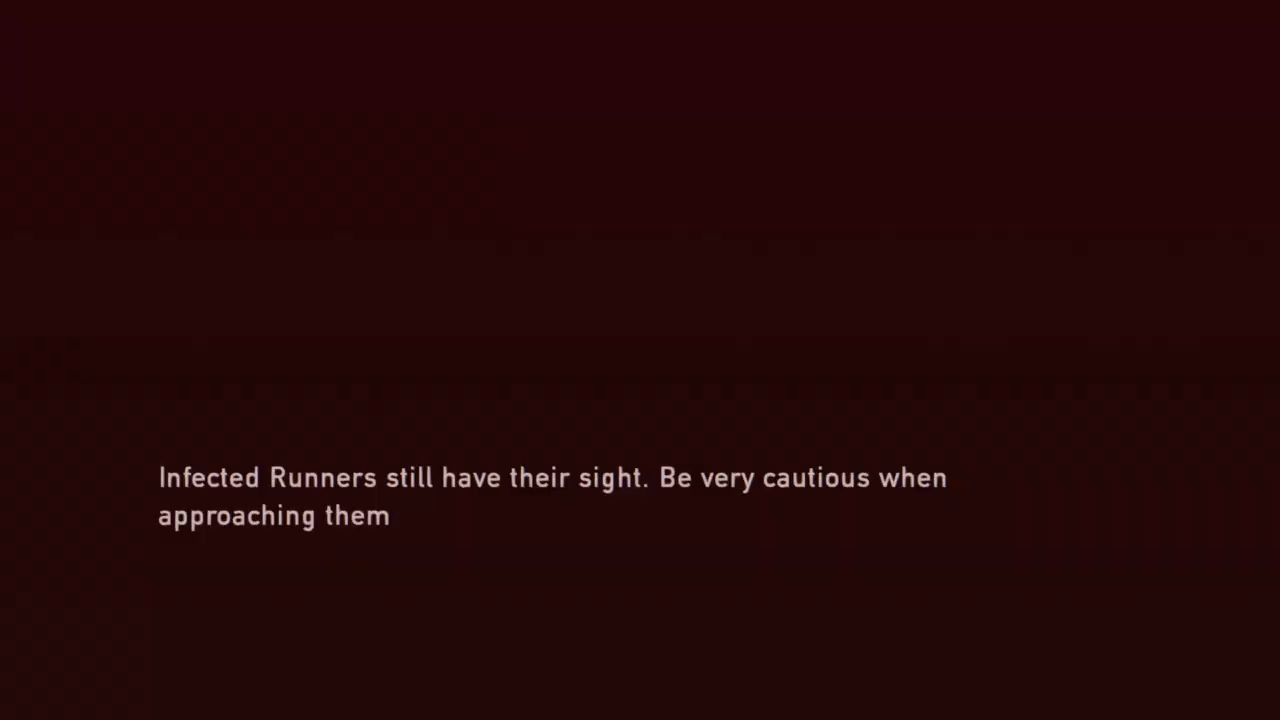 Infected Runners still have their sight. Be very cautious when
approaching them